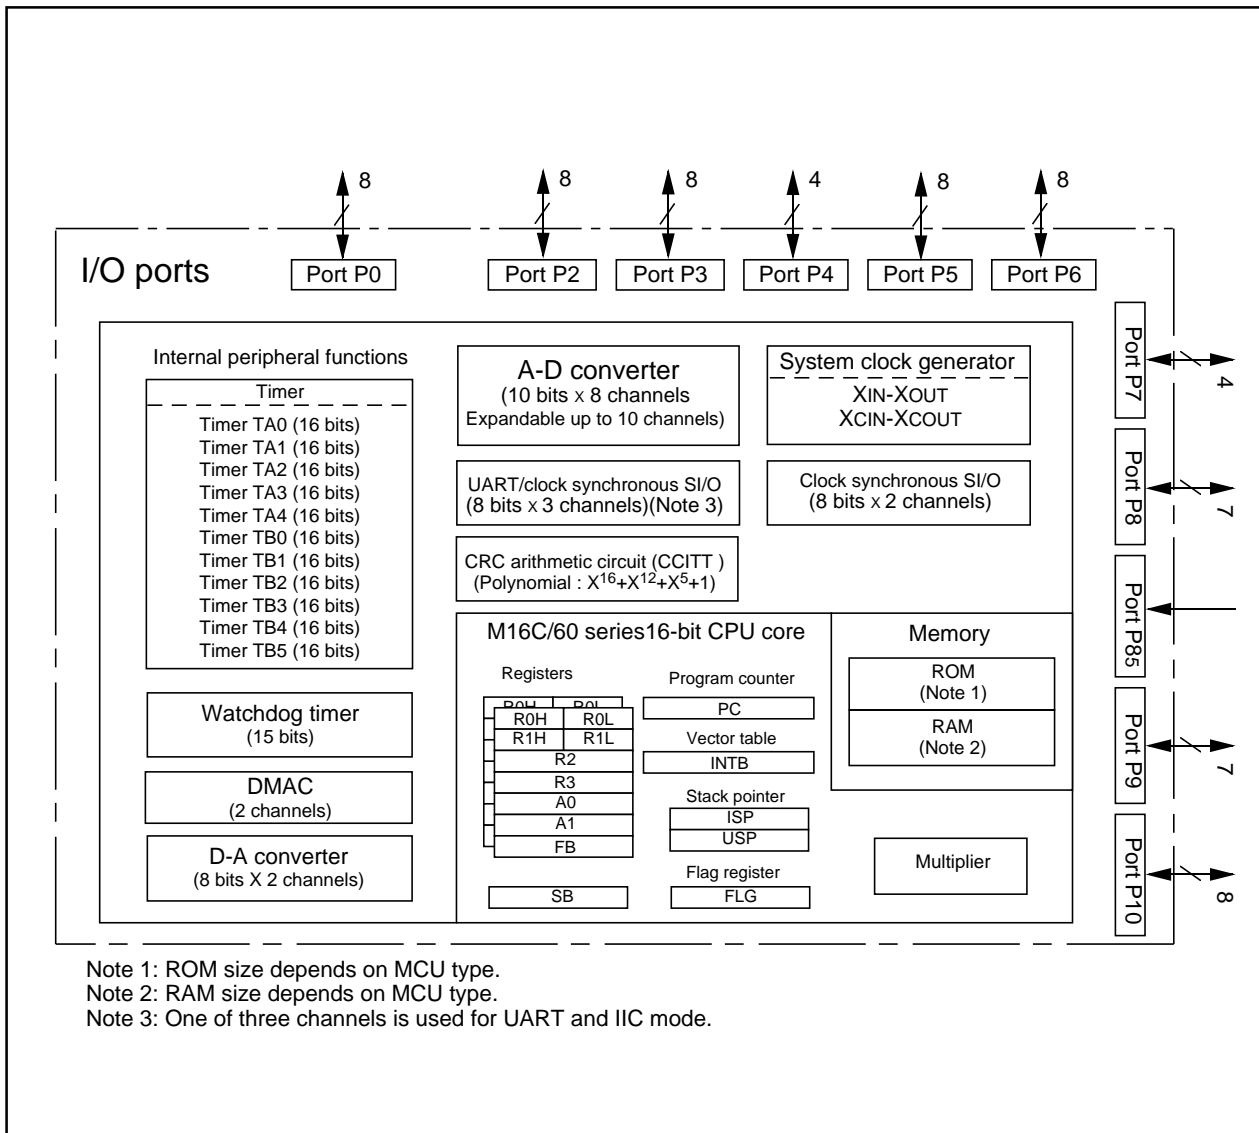 8
8
8
4
8
8
I/O ports
Port P0
Port P2
Port P3
Port P4
Port P5
Port P6
Internal peripheral functions
Timer
Timer TA0 (16 bits)
Timer TA1 (16 bits)
Timer TA2 (16 bits)
Timer TA3 (16 bits)
Timer TA4 (16 bits)
Timer TB0 (16 bits)
Timer TB1 (16 bits)
Timer TB2 (16 bits)
Timer TB3 (16 bits)
Timer TB4 (16 bits)
Timer TB5 (16 bits)
Watchdog timer
(15 bits)
DMAC
(2 channels)
D-A converter
(8 bits X 2 channels)
A-D converter
(10 bits x 8 channels
Expandable up to 10 channels)
UART/clock synchronous SI/O
(8 bits x 3 channels)(Note 3)
CRC arithmetic circuit (CCITT )
(Polynomial : X¹⁶+X¹²+X⁵+1)
System clock generator
XIN-XOUT
XCIN-XCOUT
Clock synchronous SI/O
(8 bits x 2 channels)
M16C/60 series16-bit CPU core
Registers
R0H R0L
R0H R0L
R1H R1L
R2
R3
A0
A1
FB
SB
Program counter
PC
Vector table
INTB
Stack pointer
ISP
USP
Flag register
FLG
Memory
ROM
(Note 1)
RAM
(Note 2)
Multiplier
Port P7
4
Port P8
7
Port P85
Port P9
7
Port P10
8
Note 1: ROM size depends on MCU type.
Note 2: RAM size depends on MCU type.
Note 3: One of three channels is used for UART and IIC mode.